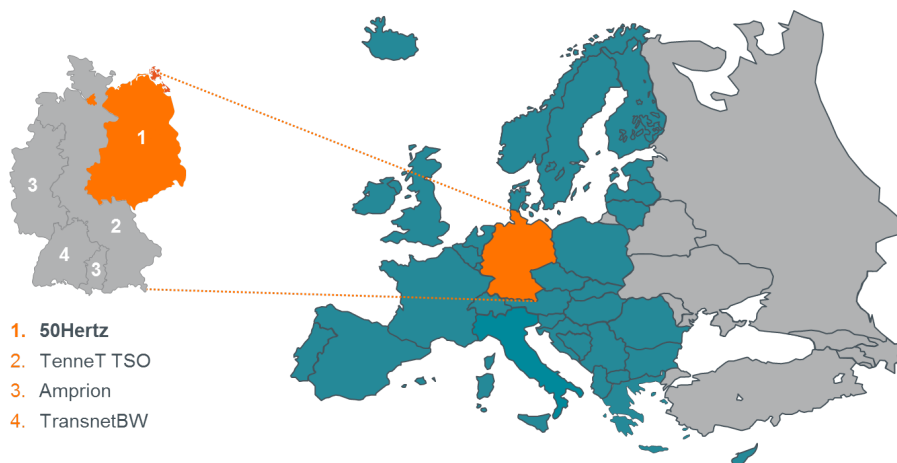 1
3
2
4
3
1. 50Hertz
2. TenneT TSO
3. Amprion
4. TransnetBW